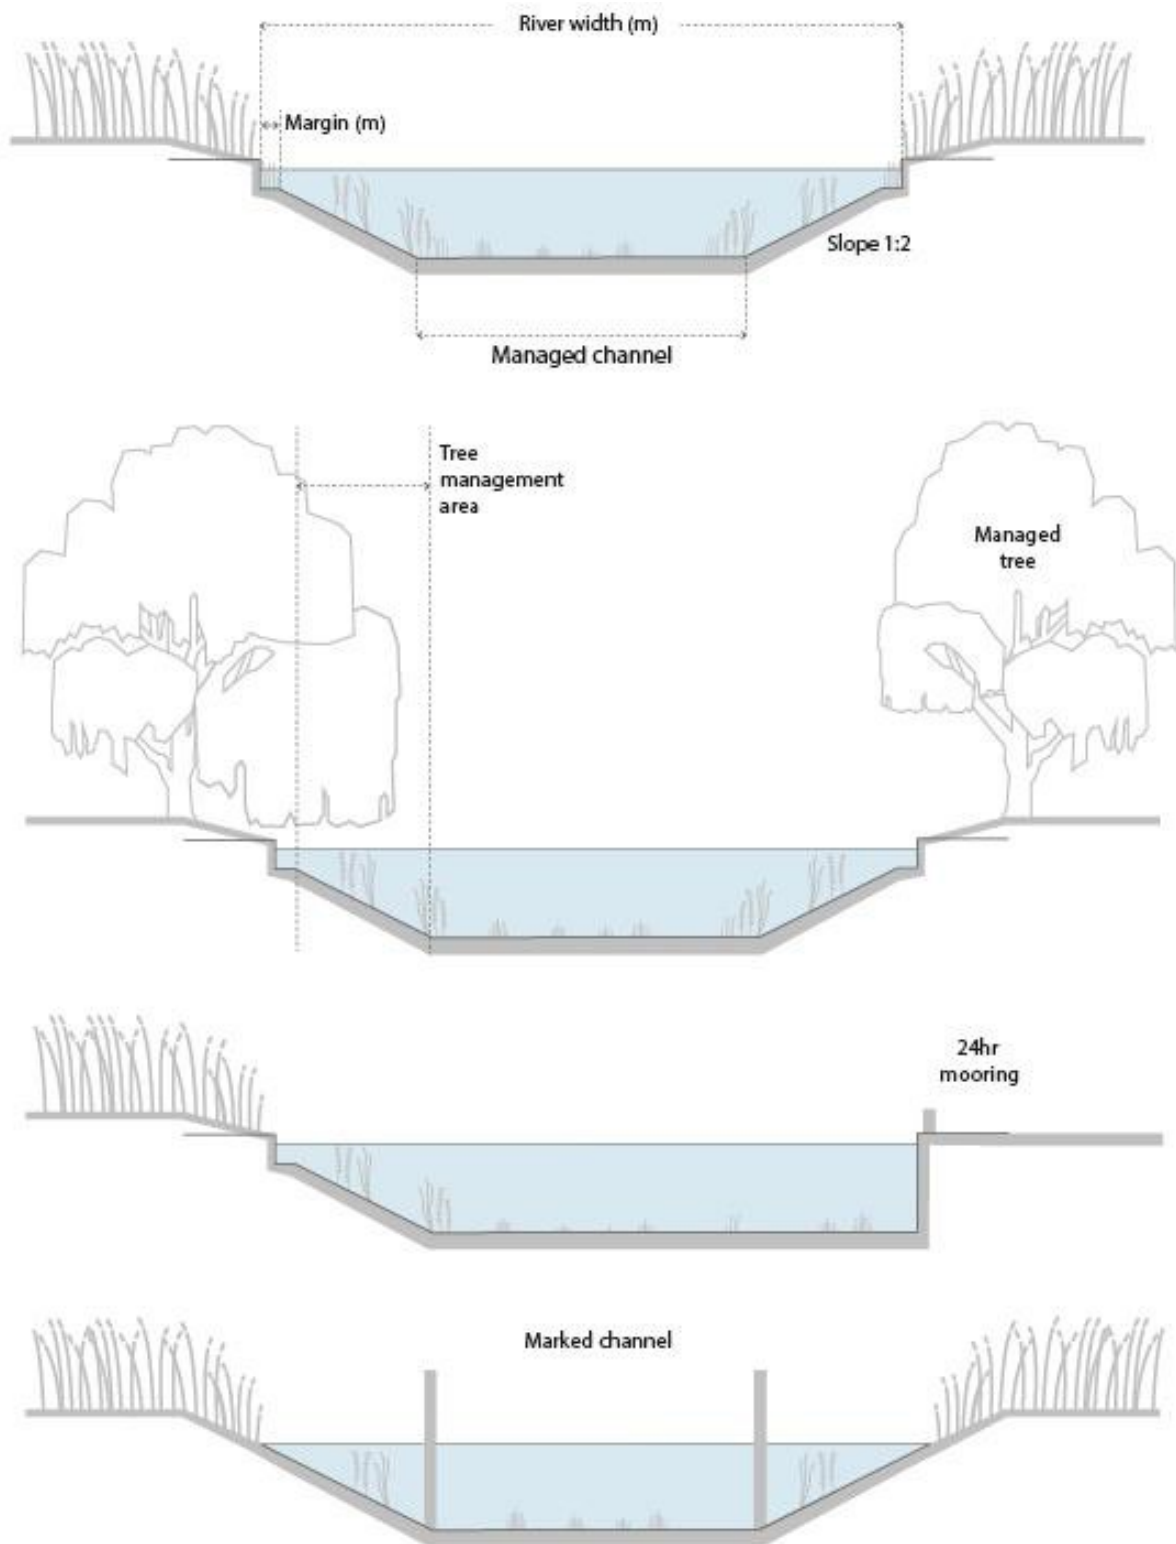 River width (m)
Margin (m)
Slope 1:2
Managed channel
Tree
management
area
Managed
tree
24hr
mooring
Marked channel